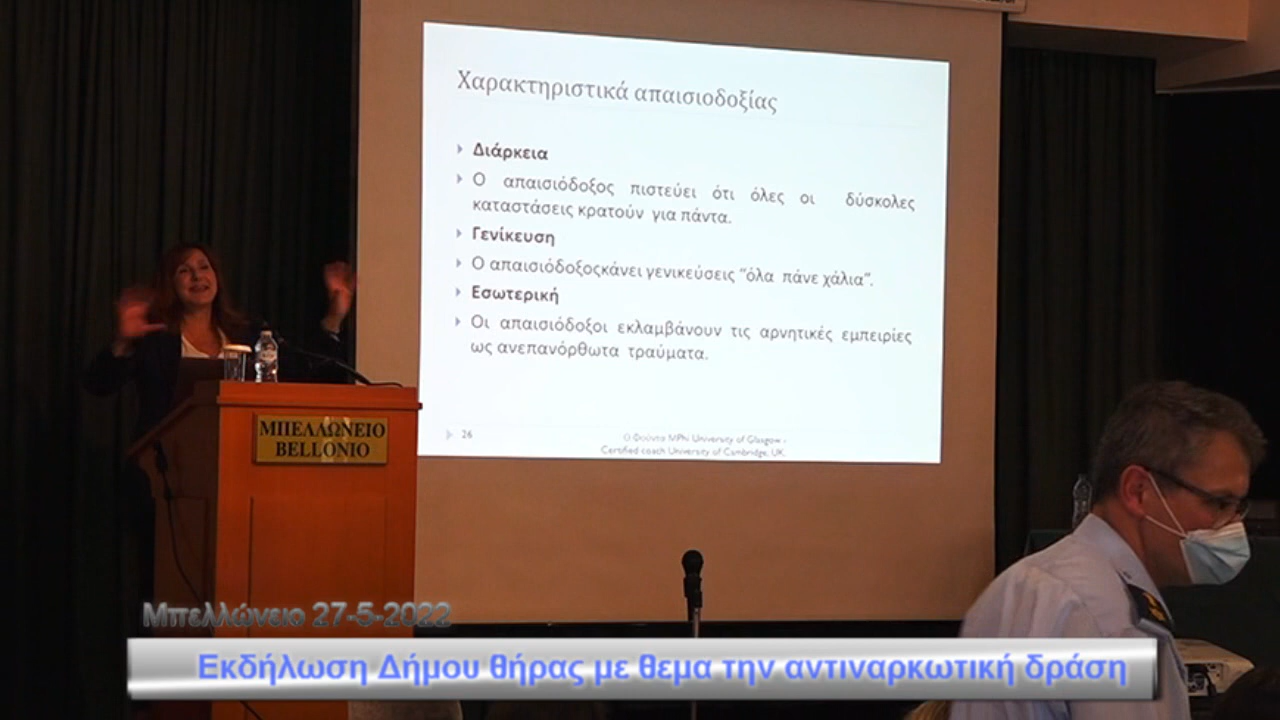 Χαρακτηριστικά απαισιοδοξίας
Διάρκεια
Ο απαισιόδοξος πιστεύει ότι όλες οι δύσκολες
καταστάσεις κρατούν για πάντα.
Γενίκευση
Ο απαισιόδοξοςκάνει γενικεύσεις “όλα πάνε χάλια”.
Εσωτερική
Οι απαισιόδοξοι εκλαμβάνουν τις αρνητικές εμπειρίες
ως ανεπανόρθωτα τραύματα.
26
University of Glasgow -
Certified coach University of Cambridge, UK
ΜΠΕΛΛΩΝΕΙΟ
BELLONIO
Μπελλώνειο 27-5-2022
Εκδήλωση Δήμου θήρας με θεμα την αντιναρκωτική δράση